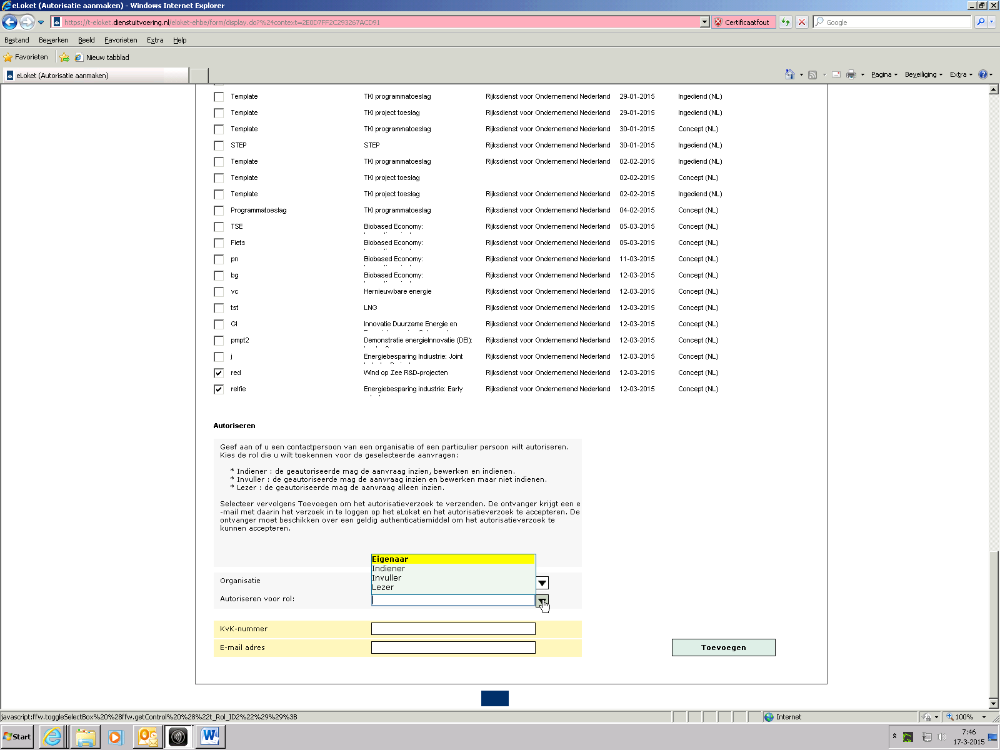 eLoket (Autorisatie aanmaken) - Windows Internet Explorer
https://t-eloket.dienstuitvoering.nl/eloket-ehbe/form/display.do?%24context=2E0D7FF2C293267ACD91
Certificaatfout
Google
Bestand Bewerken Beeld Favorieten Extra Help
Favorieten Nieuw tabblad
eLoket (Autorisatie aanmaken)
Pagina Beveiliging Extra
Template TKI programmatoeslag Rijksdienst voor Ondernemend Nederland 29-01-2015 Ingediend (NL)
Template TKI project toeslag Rijksdienst voor Ondernemend Nederland 29-01-2015 Ingediend (NL)
Template TKI programmatoeslag Rijksdienst voor Ondernemend Nederland 30-01-2015 Concept (NL)
STEP STEP Rijksdienst voor Ondernemend Nederland 30-01-2015 Ingediend (NL)
Template TKI programmatoeslag Rijksdienst voor Ondernemend Nederland 02-02-2015 Ingediend (NL)
Template TKI project toeslag 02-02-2015 Concept (NL)
Template TKI project toeslag Rijksdienst voor Ondernemend Nederland 02-02-2015 Ingediend (NL)
Programmatoeslag TKI programmatoeslag Rijksdienst voor Ondernemend Nederland 04-02-2015 Concept (NL)
TSE Biobased Economy: Rijksdienst voor Ondernemend Nederland 05-03-2015 Concept (NL)
Fiets Biobased Economy: Rijksdienst voor Ondernemend Nederland 05-03-2015 Concept (NL)
pn Biobased Economy: Rijksdienst voor Ondernemend Nederland 11-03-2015 Concept (NL)
bg Biobased Economy: Rijksdienst voor Ondernemend Nederland 12-03-2015 Concept (NL)
vc Hernieuwbare energie Rijksdienst voor Ondernemend Nederland 12-03-2015 Concept (NL)
tst LNG Rijksdienst voor Ondernemend Nederland 12-03-2015 Concept (NL)
GI Innovatie Duurzame Energie en Rijksdienst voor Ondernemend Nederland 12-03-2015 Concept (NL)
pmpt2 Demonstratie energieInnovatie (DEI): Rijksdienst voor Ondernemend Nederland 12-03-2015 Concept (NL)
j Energiebesparing Industrie: Joint Rijksdienst voor Ondernemend Nederland 12-03-2015 Concept (NL)
red Wind op Zee R&D-projecten Rijksdienst voor Ondernemend Nederland 12-03-2015 Concept (NL)
relfie Energiebesparing industrie: Early Rijksdienst voor Ondernemend Nederland 12-03-2015 Concept (NL)
Autoriseren
Geef aan of u een contactpersoon van een organisatie of een particulier persoon wilt autoriseren.
Kies de rol die u wilt toekennen voor de geselecteerde aanvragen:
* Indiener : de geautoriseerde mag de aanvraag inzien, bewerken en indienen.
* Invuller : de geautoriseerde mag de aanvraag inzien en bewerken maar niet indienen.
* Lezer : de geautoriseerde mag de aanvraag alleen inzien.
Selecteer vervolgens Toevoegen om het autorisatieverzoek te verzenden. De ontvanger krijgt een e
-mail met daarin het verzoek in te loggen op het eLoket en het autorisatieverzoek te accepteren. De
ontvanger moet beschikken over een geldig authenticatiemiddel om het autorisatieverzoek te
kunnen accepteren.
Eigenaar
Indiener
Invuller
Lezer
Organisatie
Autoriseren voor rol:
KvK-nummer
E-mail adres
Toevoegen
javascript:ffw.toggleSelectBox%20%28ffw.getControl%20%28%22t_Rol_ID2%22%29%29%3B
Internet
100%
Start
7:46
17-3-2015